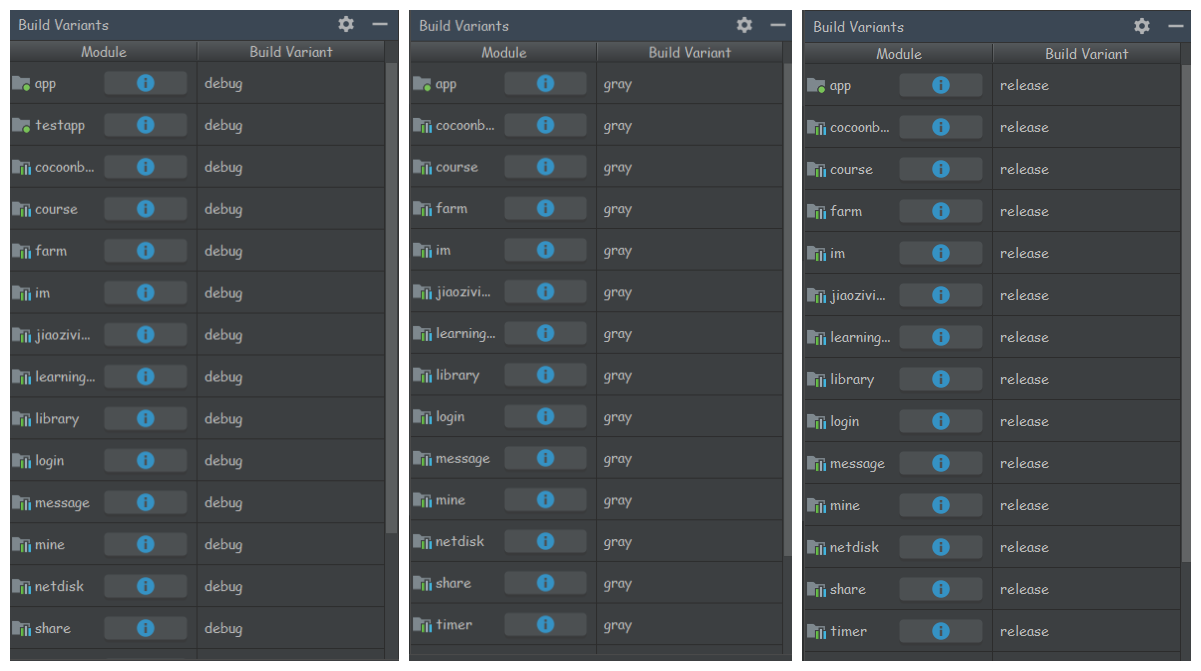 Build Variants
Module Build Variant
app debug
testapp debug
cocoonb... debug
course debug
farm debug
im debug
jiaozivi... debug
learning... debug
library debug
login debug
message debug
mine debug
netdisk debug
share debug
Build Variants
Module Build Variant
app gray
cocoonb... gray
course gray
farm gray
im gray
jiaozivi... gray
learning... gray
library gray
login gray
message gray
mine gray
netdisk gray
share gray
timer gray
Build Variants
Module Build Variant
app release
cocoonb... release
course release
farm release
im release
jiaozivi... release
learning... release
library release
login release
message release
mine release
netdisk release
share release
timer release